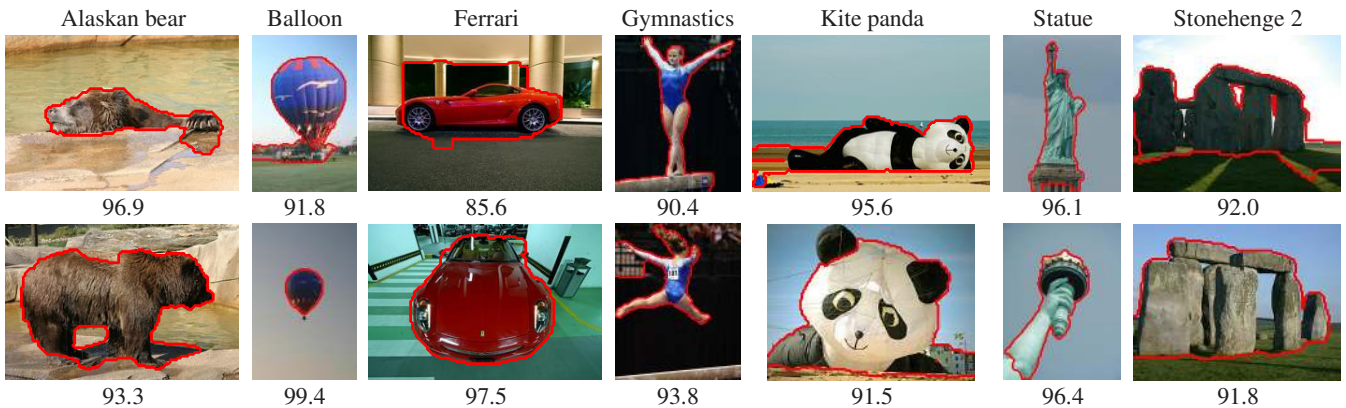 Alaskan bear Balloon Ferrari Gymnastics Kite panda Statue Stonehenge 2
96.9 91.8 85.6 90.4 95.6 96.1 92.0
93.3 99.4 97.5 93.8 91.5 96.4 91.8